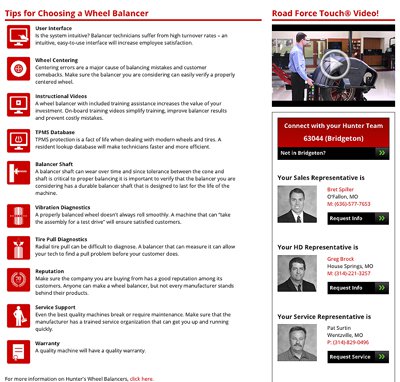 Tips for Choosing a Wheel Balancer
User Interface
Is the system intuitive? Balancer technicians suffer from high turnover rates – an
intuitive, easy-to-use interface will increase employee satisfaction.
Wheel Centering
Centering errors are a major cause of balancing mistakes and customer
comebacks. Make sure the balancer you are considering can easily verify a properly
centered wheel.
Instructional Videos
A wheel balancer with included training assistance increases the value of your
investment. On-board training videos simplify training, improve balancer results
and prevent costly mistakes.
TPMS Database
TPMS protection is a fact of life when dealing with modern wheels and tires. A
resident lookup database will make technicians faster and more efficient.
Balancer Shaft
A balancer shaft can wear over time and since tolerance between the cone and
shaft is critical to proper balancing it is important to verify that the balancer you are
considering has a durable balancer shaft that is designed to last for the life of the
machine.
Vibration Diagnostics
A properly balanced wheel doesn't always roll smoothly. A machine that can "take
the assembly for a test drive" will ensure satisfied customers.
Tire Pull Diagnostics
Radial tire pull can be difficult to diagnose. A balancer that can measure it can allow
your tech to find a pull problem before your customer does.
Reputation
Make sure the company you are buying from has a good reputation among its
customers. Anyone can make a wheel balancer, but not every manufacturer stands
behind their products.
Service Support
Even the best quality machines break or require maintenance. Make sure that the
manufacturer has a trained service organization that can get you up and running
quickly.
Warranty
A quality machine will have a quality warranty.
For more information on Hunter's Wheel Balancers, click here.
Road Force Touch® Video!
Connect with your Hunter Team
63044 (Bridgeton)
Not in Bridgeton?
Your Sales Representative is
Bret Spiller
O'Fallon, MO
M: (636)-577-7653
Request Info
Your HD Representative is
Greg Brock
House Springs, MO
M: (314)-221-3257
Request Info
Your Service Representative is
Pat Surtin
Wentzville, MO
P: (314)-829-0496
Request Service